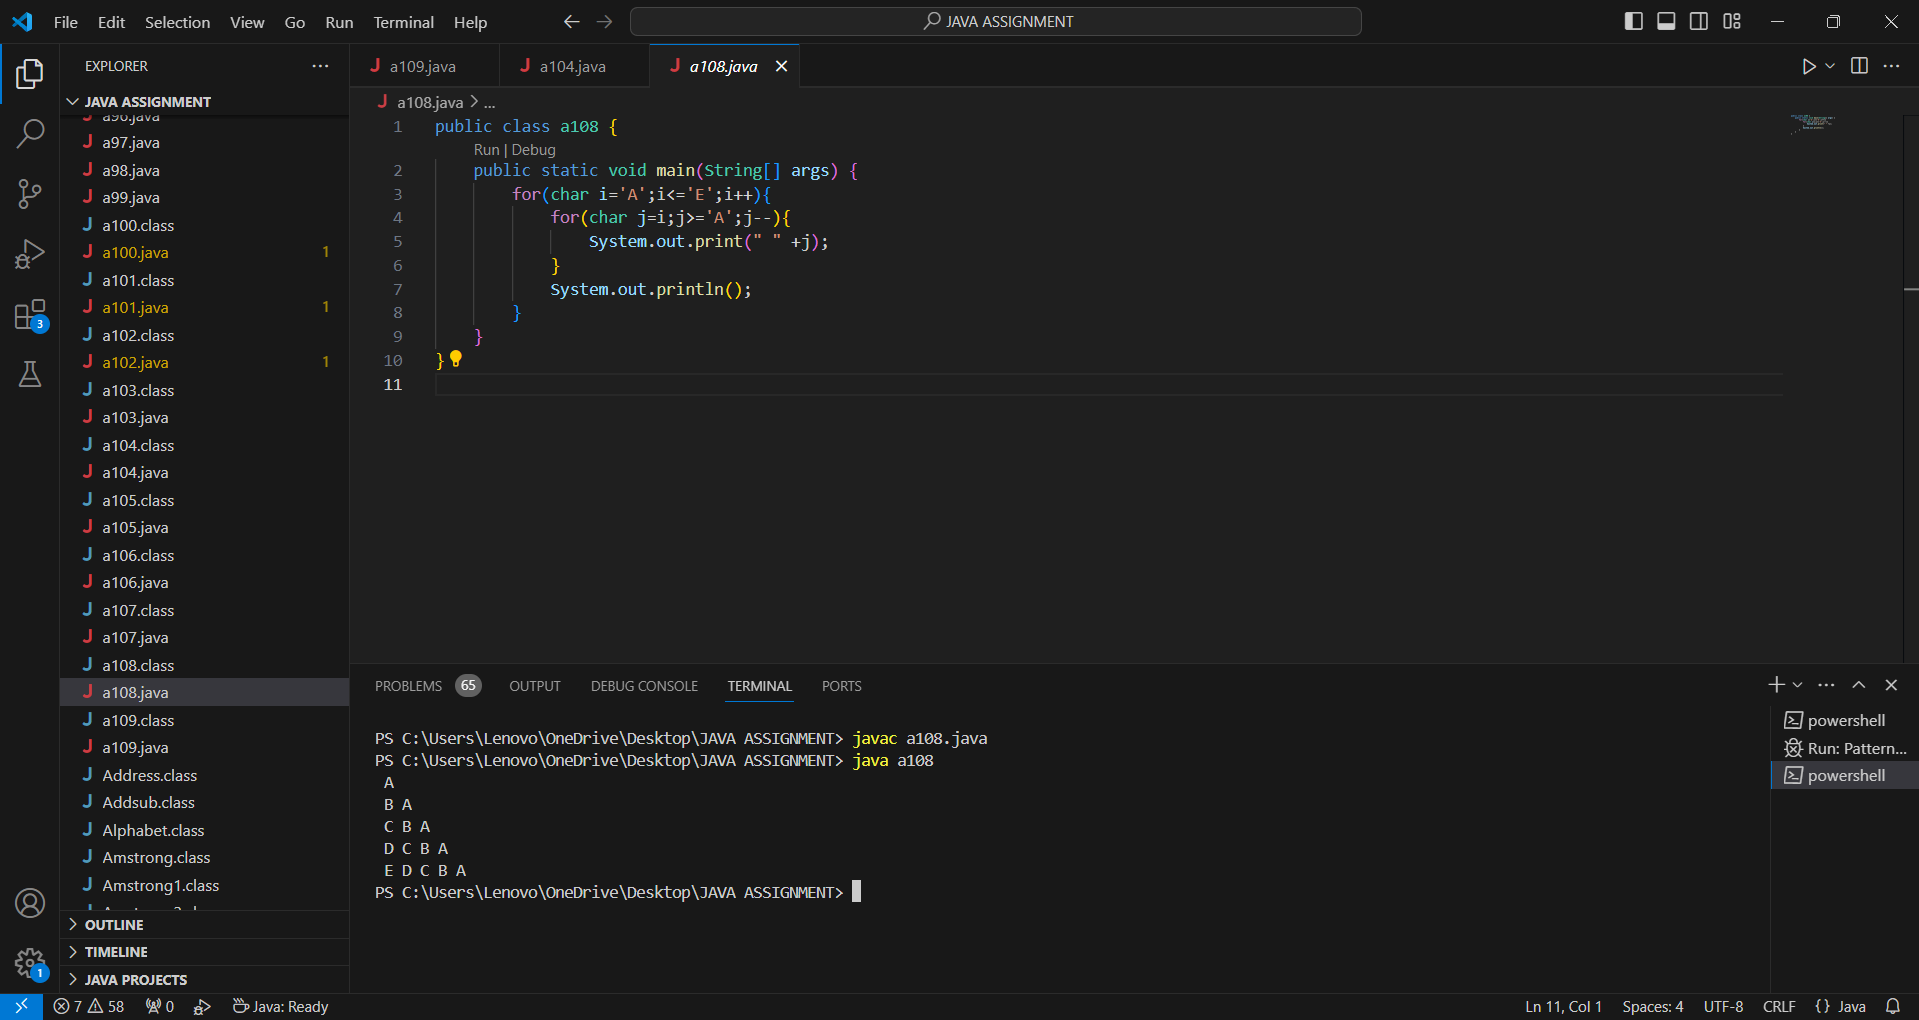 File Edit Selection View Go Run Terminal Help
JAVA ASSIGNMENT
EXPLORER
JAVA ASSIGNMENT
a96.java
a97.java
a98.java
a99.java
a100.class
a100.java 1
a101.class
a101.java 1
a102.class
a102.java 1
a103.class
a103.java
a104.class
a104.java
a105.class
a105.java
a106.class
a106.java
a107.class
a107.java
a108.class
a108.java
a109.class
a109.java
Address.class
Addsub.class
Alphabet.class
Amstrong.class
Amstrong1.class
OUTLINE
TIMELINE
JAVA PROJECTS
3
1
a109.java a104.java a108.java
a108.java > ...
1 public class a108 {
Run | Debug
2 public static void main(String[] args) {
3 for(char i='A';i<='E';i++){
4 for(char j=i;j>='A';j--){
5 System.out.print(" " +j);
6 }
7 System.out.println();
8 }
9 }
10 }
11
PROBLEMS 65 OUTPUT DEBUG CONSOLE TERMINAL PORTS
PS C:\Users\Lenovo\OneDrive\Desktop\JAVA ASSIGNMENT> javac a108.java
PS C:\Users\Lenovo\OneDrive\Desktop\JAVA ASSIGNMENT> java a108
A
B A
C B A
D C B A
E D C B A
PS C:\Users\Lenovo\OneDrive\Desktop\JAVA ASSIGNMENT>
powershell
Run: Pattern...
powershell
7 58 0 Java: Ready
Ln 11, Col 1 Spaces: 4 UTF-8 CRLF {} Java